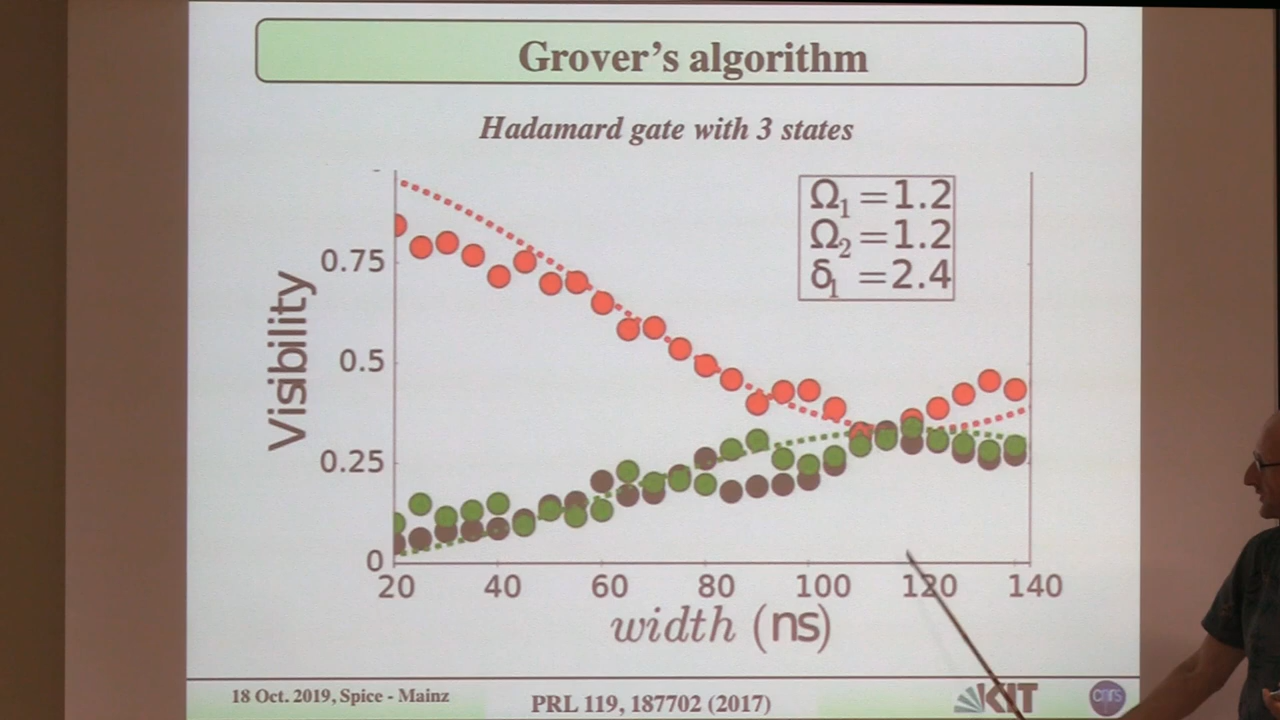 Grover's algorithm
Hadamard gate with 3 states
Ω₁ = 1.2
Ω₂ = 1.2
δ₁ = 2.4
Visibility
0.75
0.5
0.25
0
20 40 60 80 100 120 140
width (ns)
18 Oct. 2019, Spice - Mainz
PRL 119, 187702 (2017)
KIT
cnrs